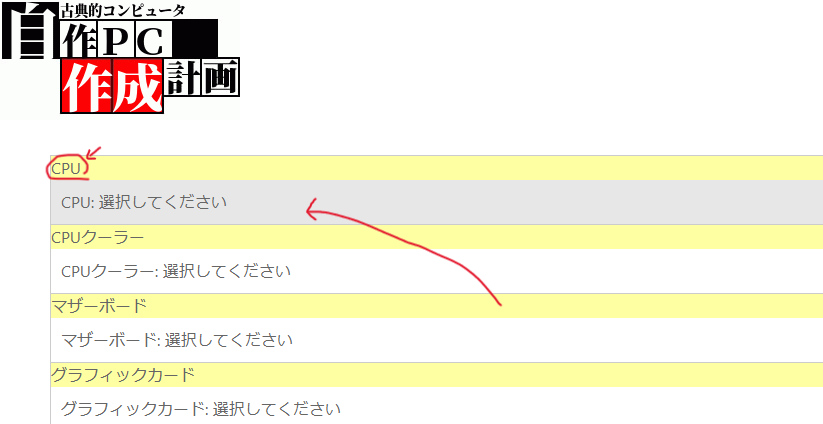 古典的コンピュータ
自作PC
作成計画
CPU
CPU: 選択してください
CPUクーラー
CPUクーラー: 選択してください
マザーボード
マザーボード: 選択してください
グラフィックカード
グラフィックカード: 選択してください